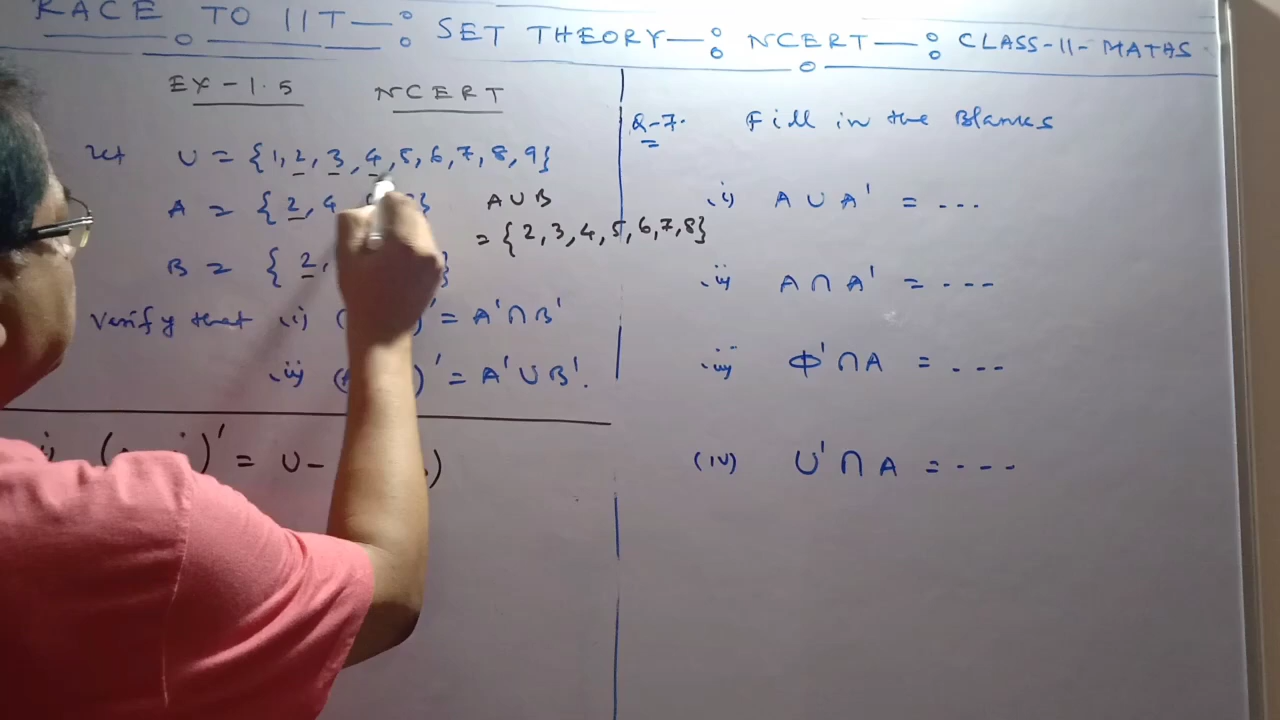 RACE TO IIT—: SET THEORY—: NCERT—: CLASS-11-MATHS
EX-1.5 NCERT
Let U = {1, 2, 3, 4, 5, 6, 7, 8, 9}
A = {2, 4
B = {2,
A∪B
= {2, 3, 4, 5, 6, 7, 8}
Verify that (i) ( )' = A'∩B'
(ii) ( )' = A'∪B'.
i) ( )' = U- )
Q-7. Fill in the Blanks
(i) A∪A' = ...
(ii) A∩A' = ---
(iii) Φ'∩A = ---
(iv) U'∩A = ----